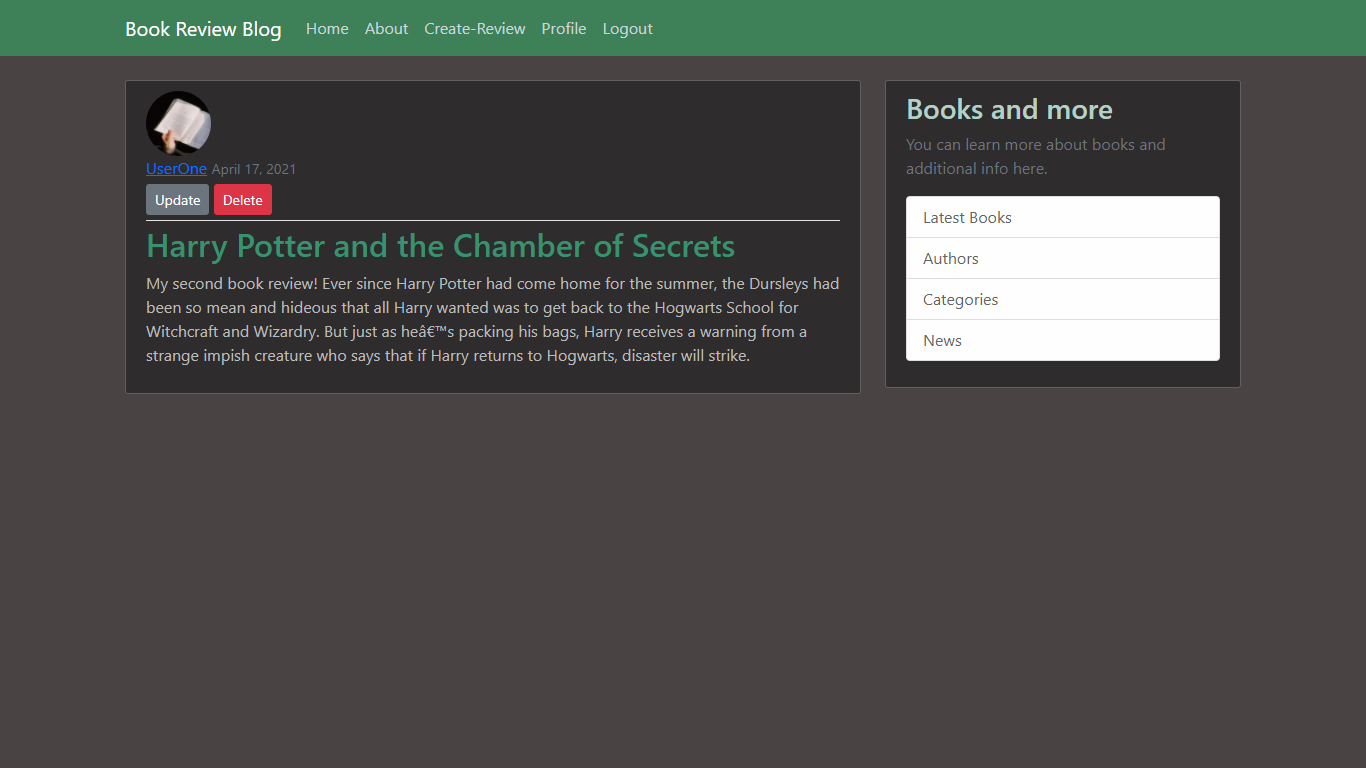 Book Review Blog Home About Create-Review Profile Logout
UserOne April 17, 2021
Update Delete
Harry Potter and the Chamber of Secrets
My second book review! Ever since Harry Potter had come home for the summer, the Dursleys had
been so mean and hideous that all Harry wanted was to get back to the Hogwarts School for
Witchcraft and Wizardry. But just as heâ€™s packing his bags, Harry receives a warning from a
strange impish creature who says that if Harry returns to Hogwarts, disaster will strike.
Books and more
You can learn more about books and
additional info here.
Latest Books
Authors
Categories
News